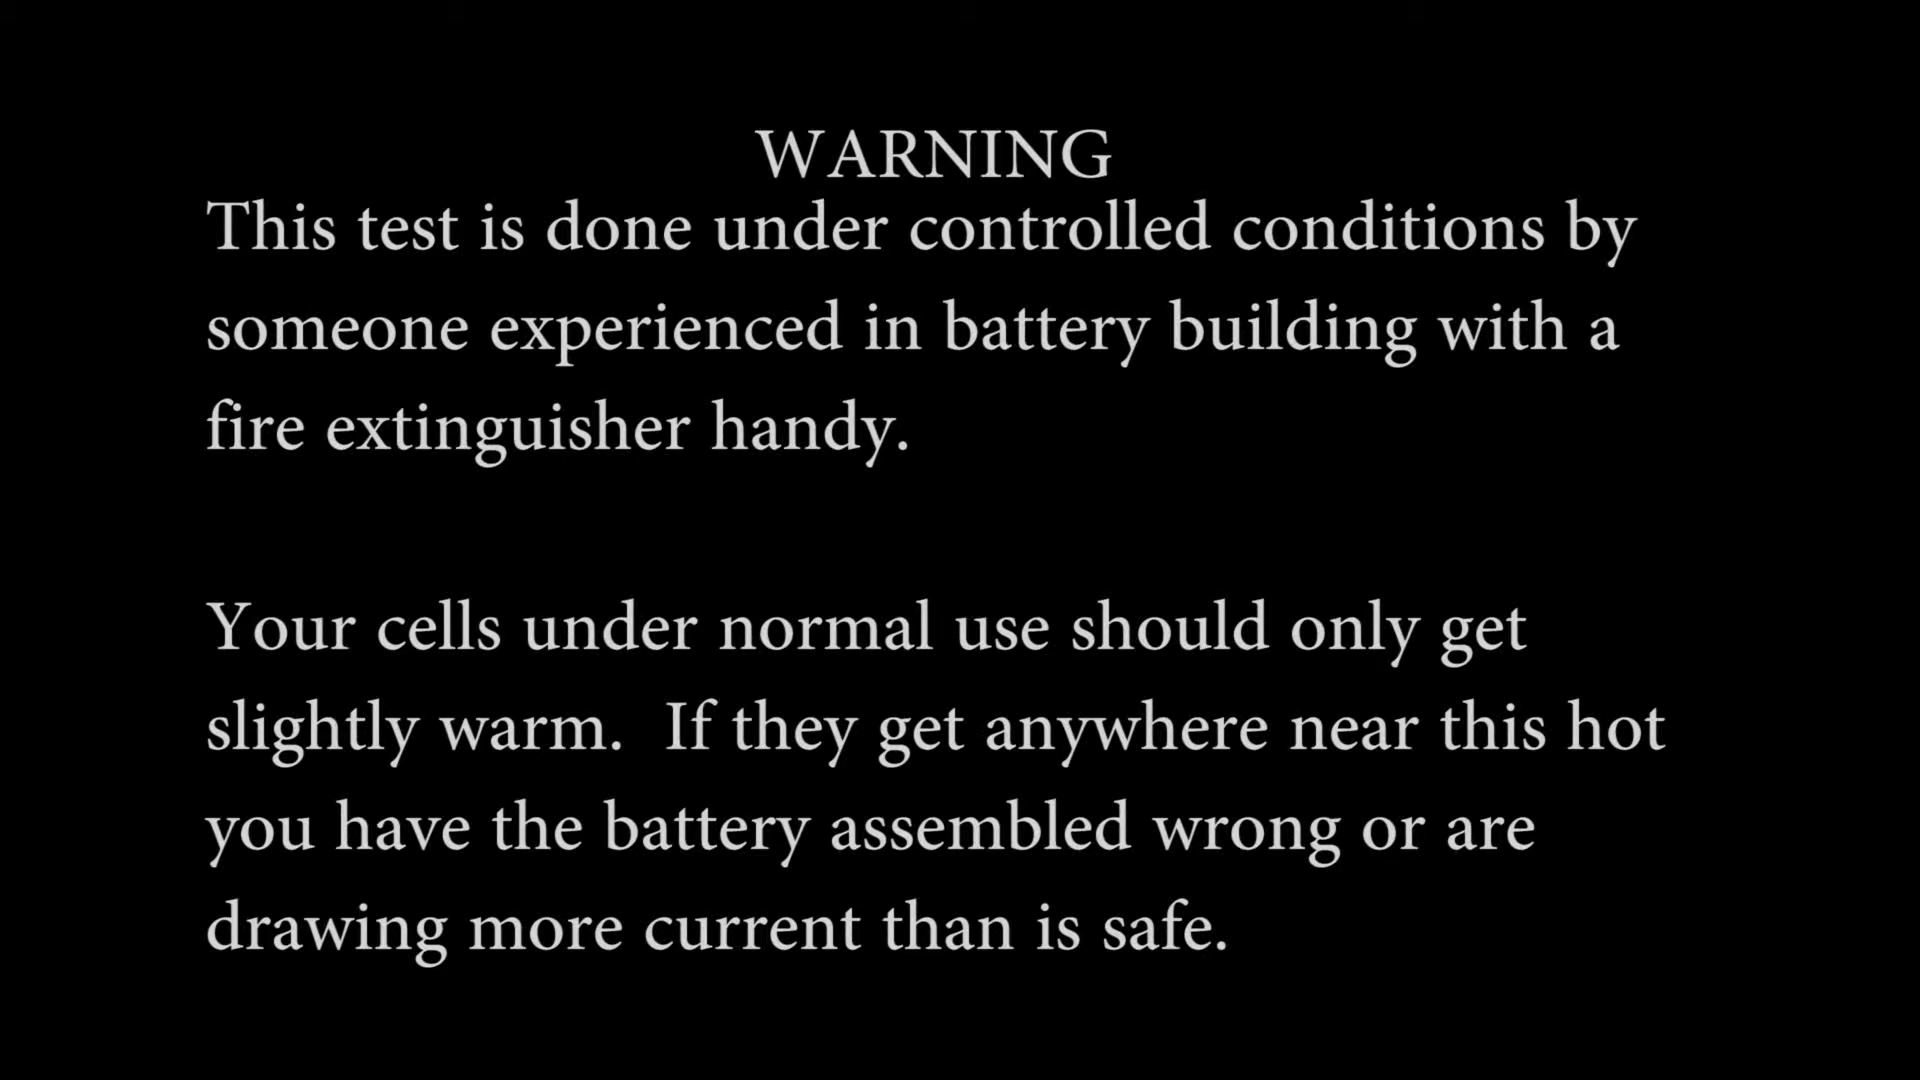 WARNING
This test is done under controlled conditions by
someone experienced in battery building with a
fire extinguisher handy.
Your cells under normal use should only get
slightly warm.  If they get anywhere near this hot
you have the battery assembled wrong or are
drawing more current than is safe.